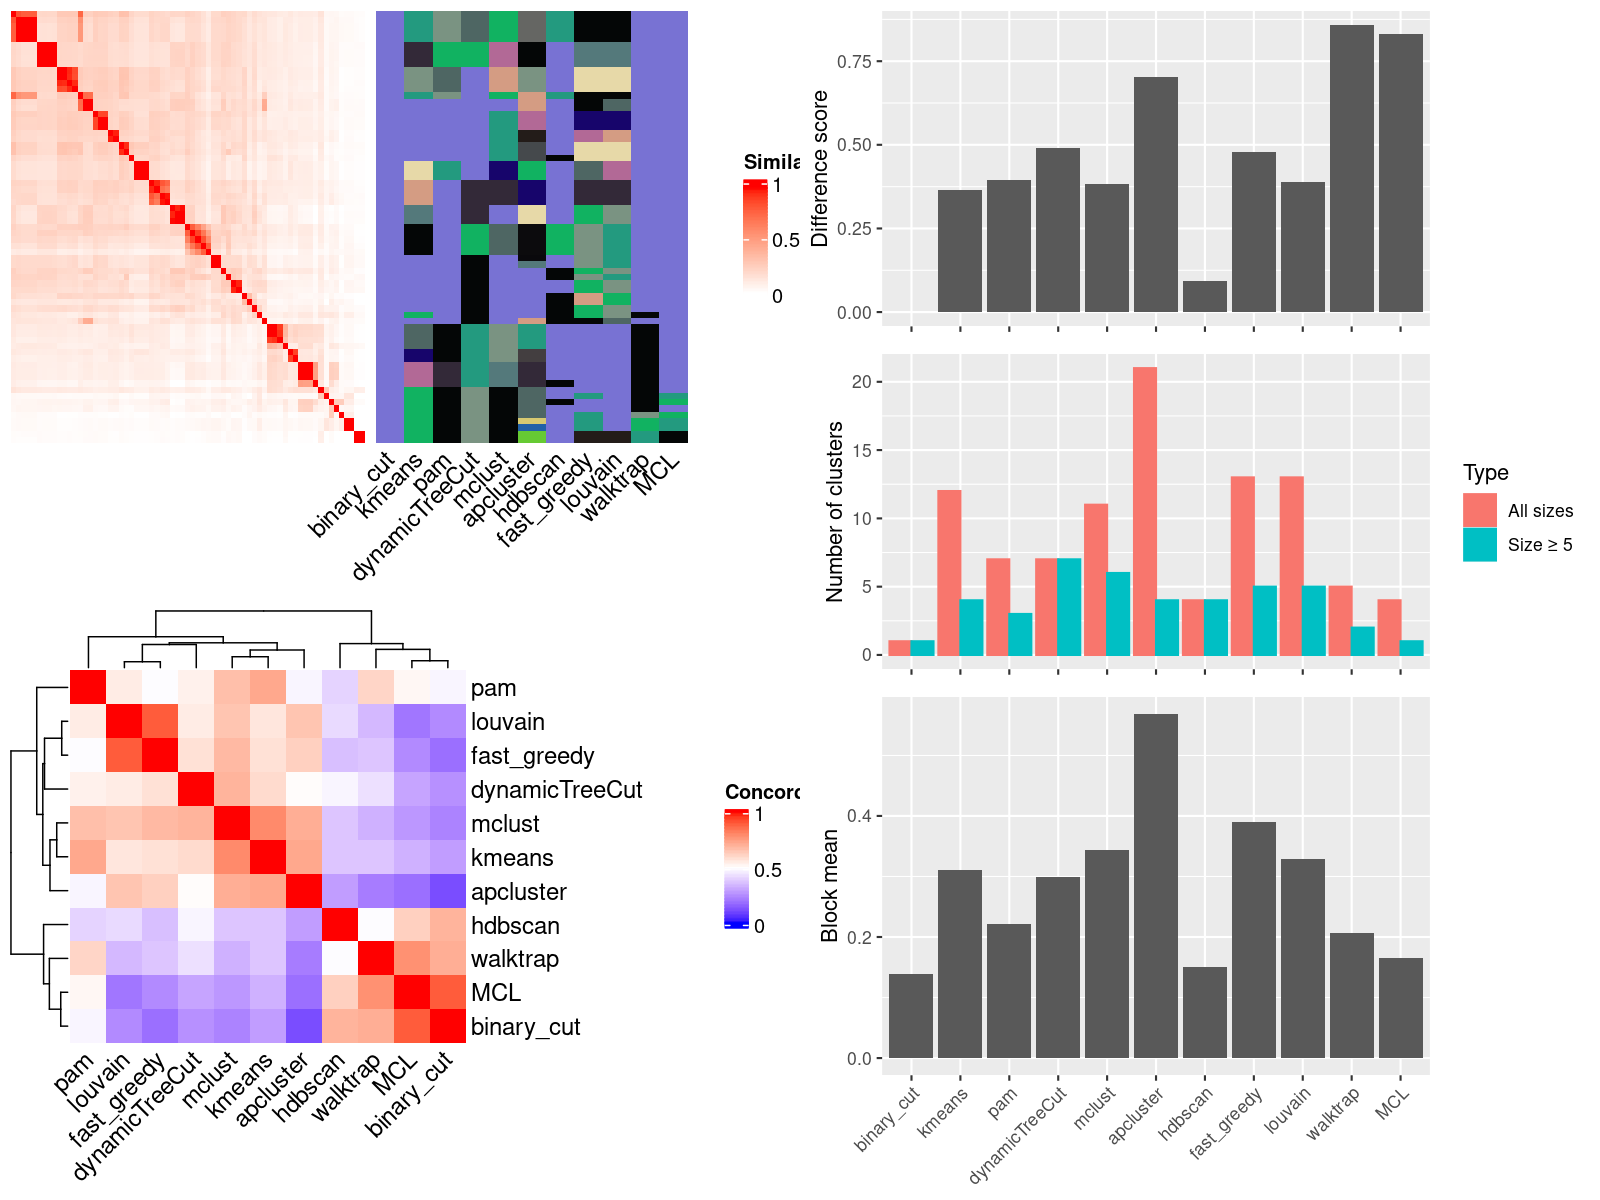 Simila
1
0.5
0
binary_cut
kmeans
pam
dynamicTreeCut
mclust
apcluster
hdbscan
fast_greedy
louvain
walktrap
MCL
pam
louvain
fast_greedy
dynamicTreeCut
mclust
kmeans
apcluster
hdbscan
walktrap
MCL
binary_cut
pam
louvain
fast_greedy
dynamicTreeCut
mclust
kmeans
apcluster
hdbscan
walktrap
MCL
binary_cut
Concord
1
0.5
0
Difference score
0.75
0.50
0.25
0.00
Number of clusters
20
15
10
5
0
Type
All sizes
Size ≥ 5
Block mean
0.4
0.2
0.0
binary_cut
kmeans
pam
dynamicTreeCut
mclust
apcluster
hdbscan
fast_greedy
louvain
walktrap
MCL